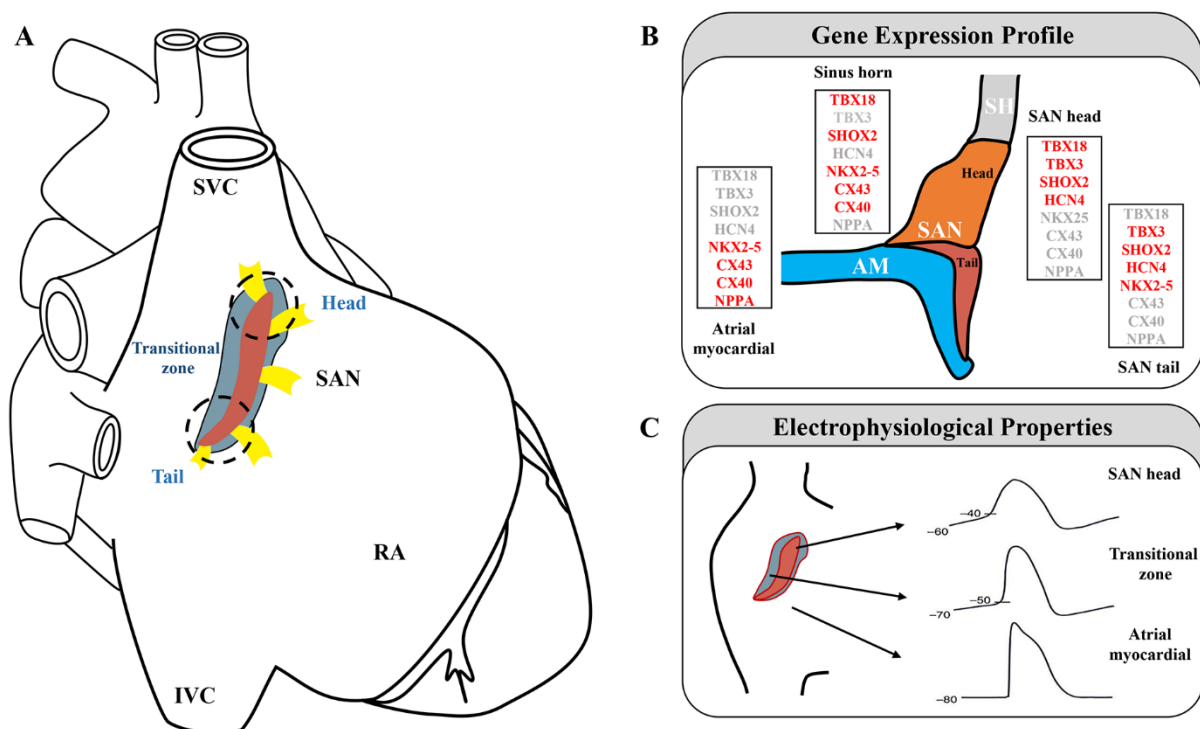 A
SVC
Head
Transitional
zone
SAN
Tail
RA
IVC
B
Gene Expression Profile
Sinus horn
TBX18
TBX3
SHOX2
HCN4
NKX2-5
CX43
CX40
NPPA
SH
SAN head
TBX18
TBX3
SHOX2
HCN4
NKX25
CX43
CX40
NPPA
TBX18
TBX3
SHOX2
HCN4
NKX2-5
CX43
CX40
NPPA
Atrial
myocardial
Head
SAN
Tail
AM
TBX18
TBX3
SHOX2
HCN4
NKX2-5
CX43
CX40
NPPA
SAN tail
C
Electrophysiological Properties
SAN head
−40
−60
Transitional
zone
−50
−70
Atrial
myocardial
−80